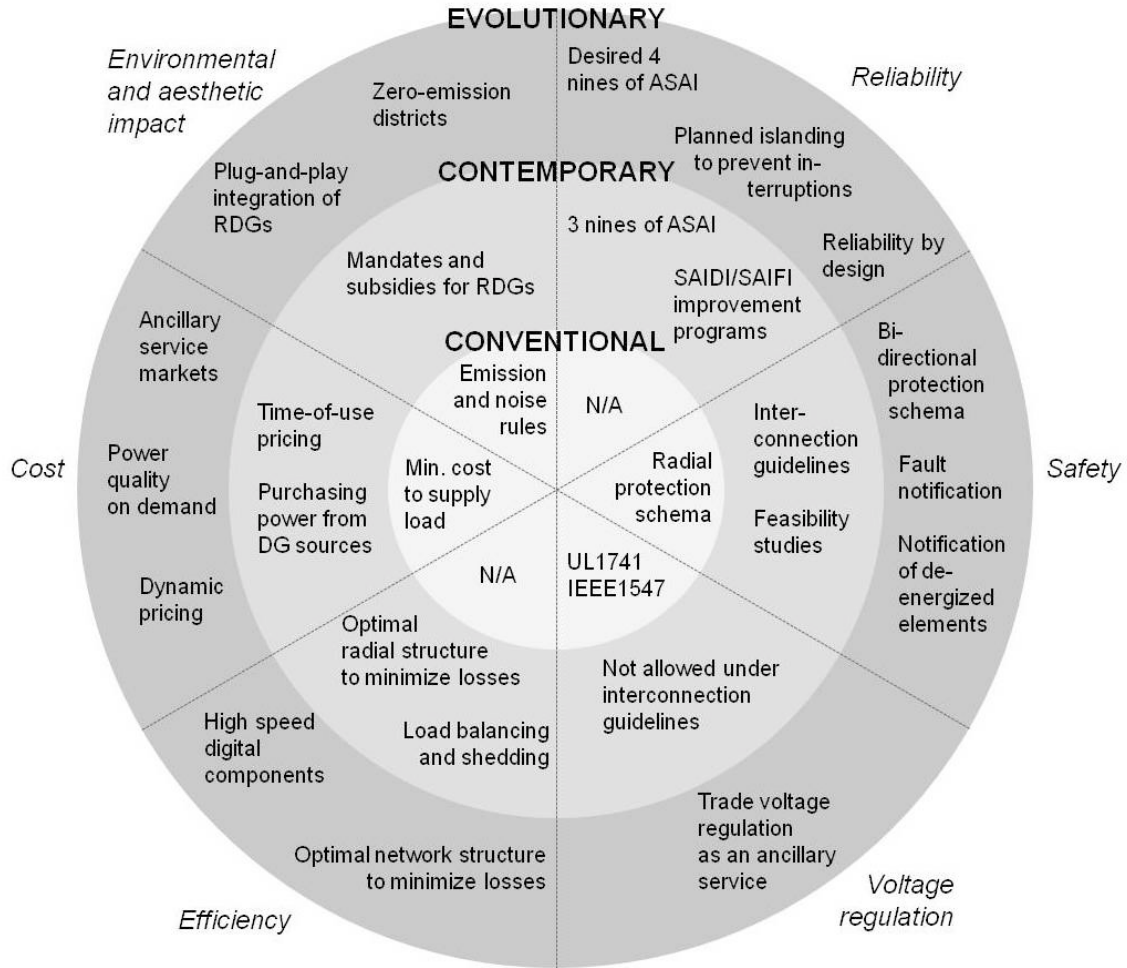 EVOLUTIONARY
Environmental
and aesthetic
impact
Zero-emission
districts
Plug-and-play
integration of
RDGs
Desired 4
nines of ASAI
Reliability
Planned islanding
to prevent in-
terruptions
Reliability by
design
CONTEMPORARY
Mandates and
subsidies for RDGs
3 nines of ASAI
SAIDI/SAIFI
improvement
programs
CONVENTIONAL
Emission
and noise
rules
N/A
Ancillary
service
markets
Cost
Power
quality
on demand
Dynamic
pricing
Time-of-use
pricing
Purchasing
power from
DG sources
Min. cost
to supply
load
Radial
protection
schema
Inter-
connection
guidelines
Feasibility
studies
Bi-
directional
protection
schema
Fault
notification
Notification
of de-
energized
elements
Safety
N/A
UL1741
IEEE1547
Optimal
radial structure
to minimize losses
Load balancing
and shedding
Not allowed under
interconnection
guidelines
High speed
digital
components
Optimal network structure
to minimize losses
Efficiency
Trade voltage
regulation
as an ancillary
service
Voltage
regulation